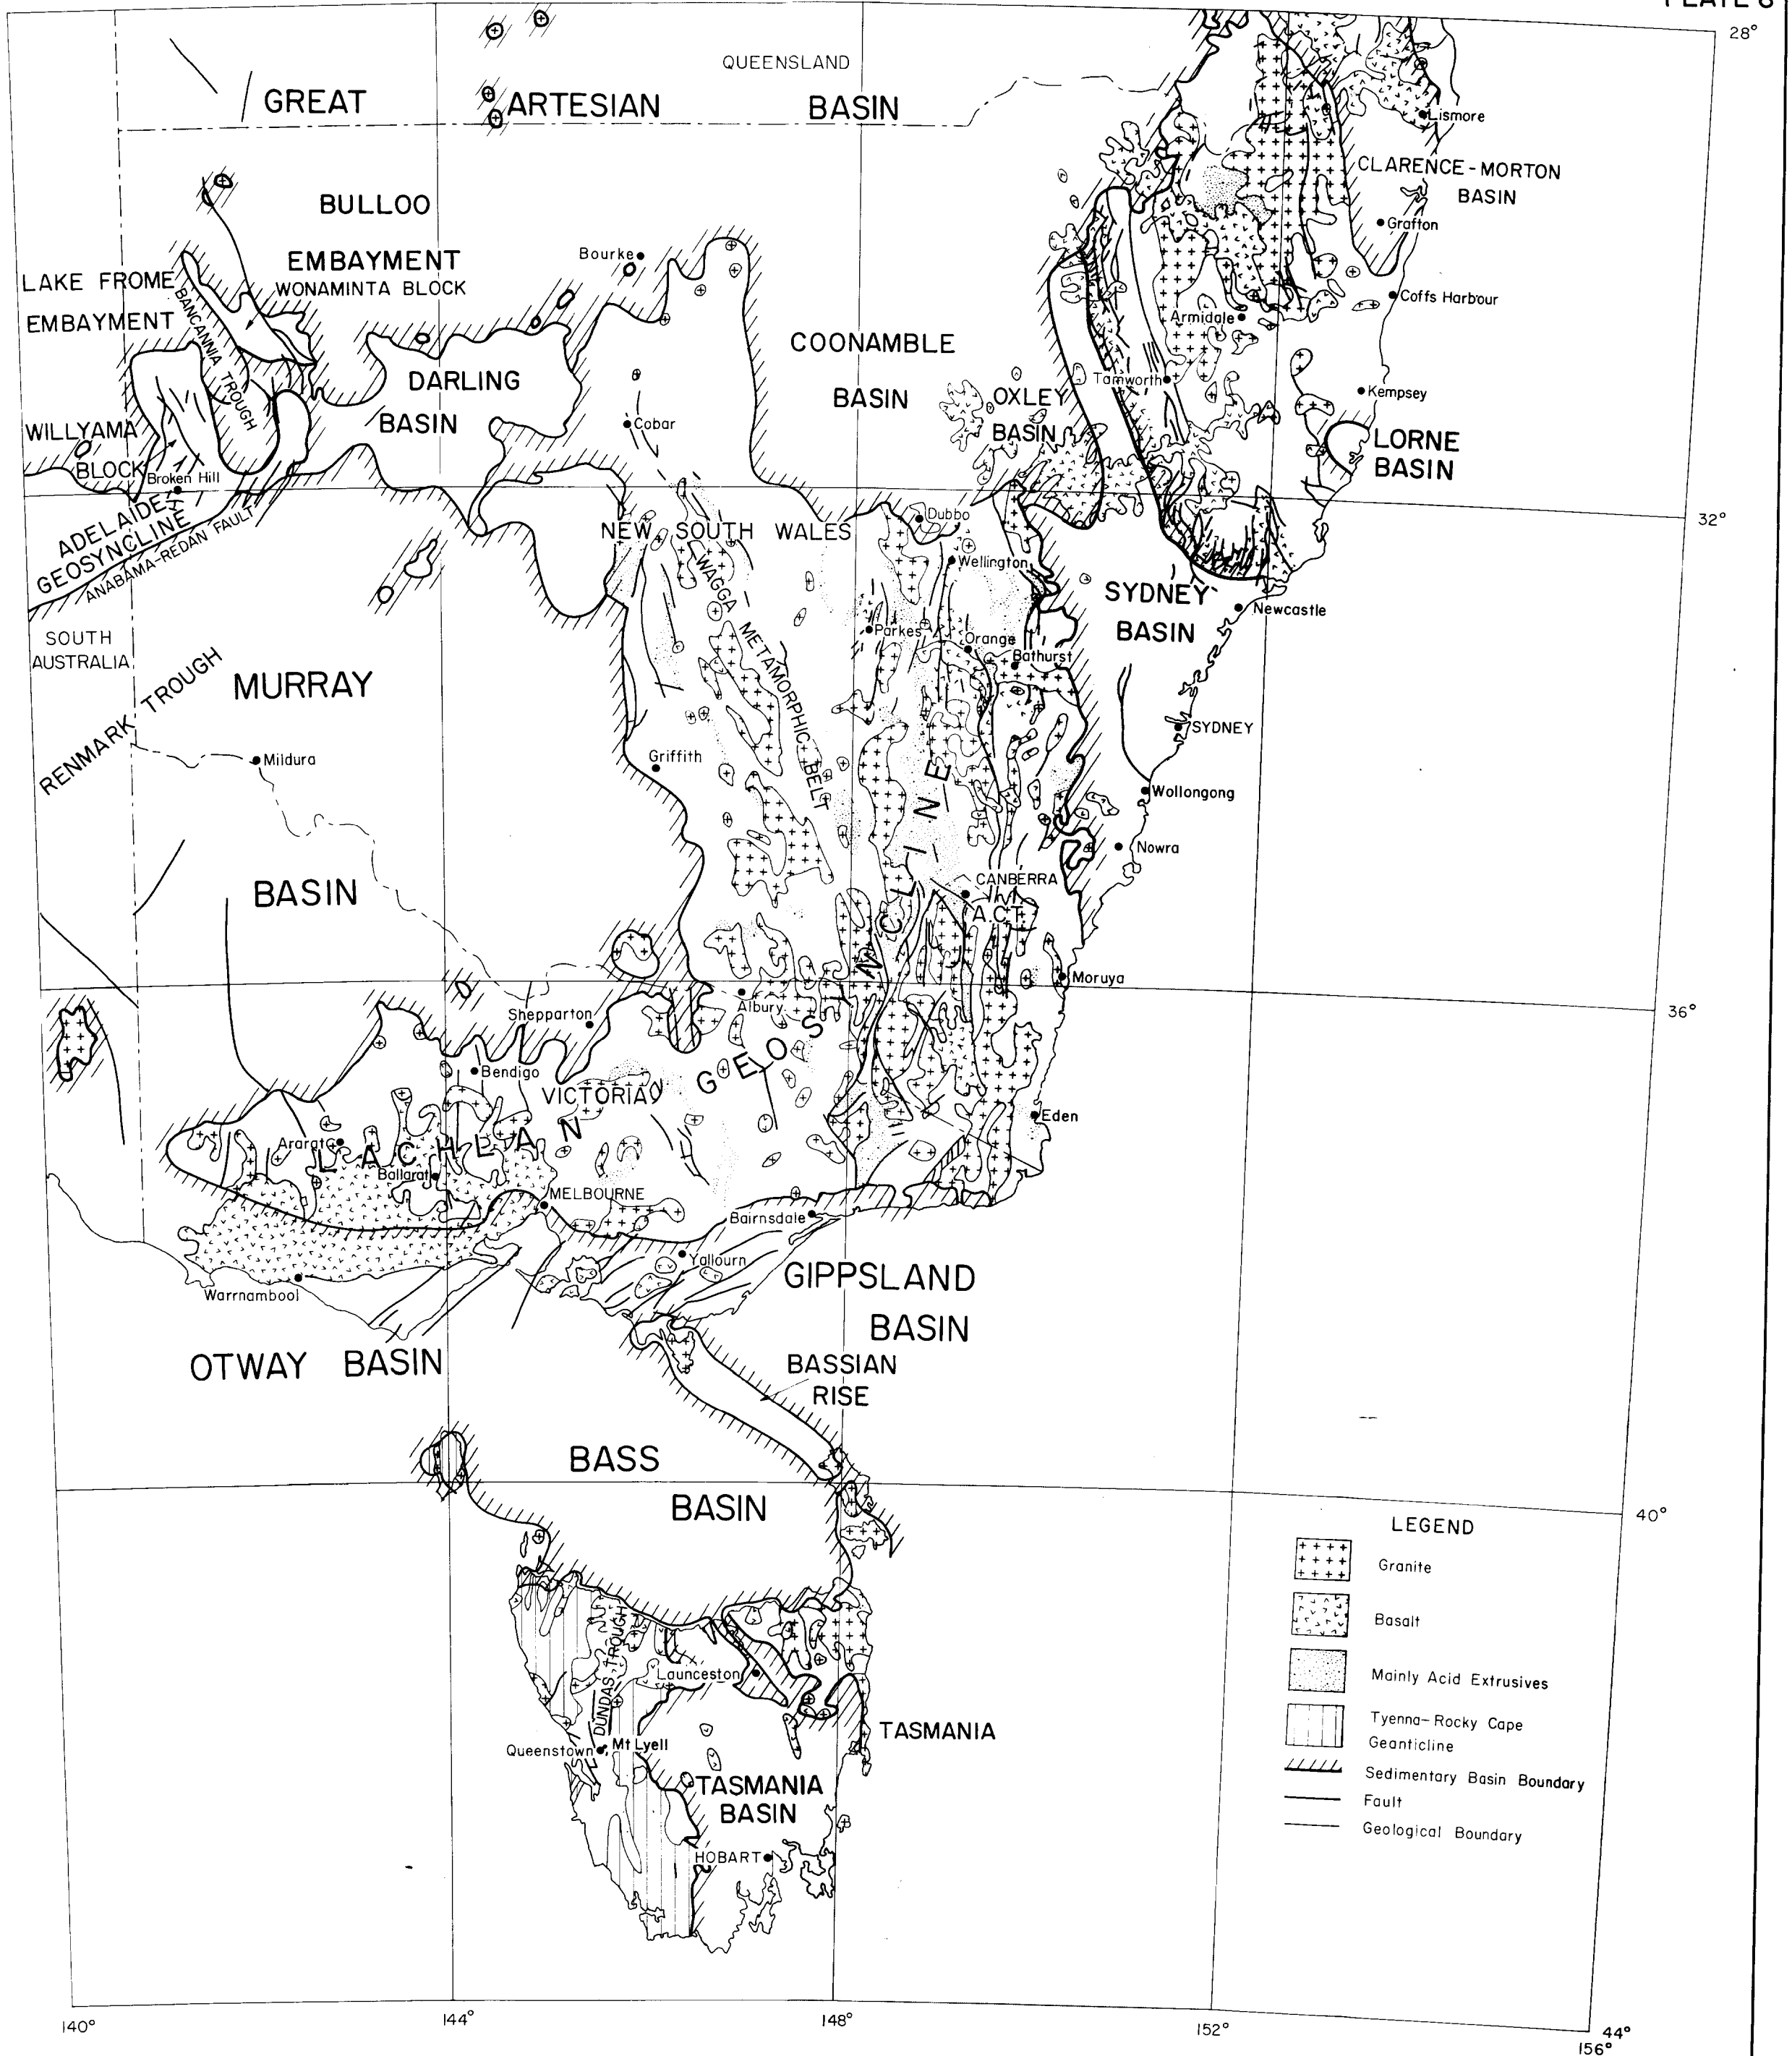 PLATE 6
28°
QUEENSLAND
GREAT ARTESIAN BASIN
Lismore
CLARENCE-MORTON
BASIN
Grafton
BULLOO
EMBAYMENT
WONAMINTA BLOCK
Bourke
LAKE FROME
EMBAYMENT
BANCANNIA TROUGH
Coffs Harbour
Armidale
COONAMBLE
BASIN
DARLING
BASIN
Tamworth
Kempsey
OXLEY
BASIN
Cobar
WILLYAMA
BLOCK
Broken Hill
LORNE
BASIN
ADELAIDE
GEOSYNCLINE
ANABAMA-REDAN FAULT
NEW SOUTH WALES
Dubbo
32°
Wellington
WAGGA METAMORPHIC BELT
SYDNEY
BASIN
Newcastle
Parkes
Orange
Bathurst
SOUTH
AUSTRALIA
RENMARK TROUGH
MURRAY
BASIN
SYDNEY
Mildura
Griffith
Wollongong
Nowra
CANBERRA
A.C.T.
Moruya
Albury
36°
Shepparton
Bendigo
VICTORIA
LACHLAN GEOSYNCLINE
Eden
Ararat
Ballarat
MELBOURNE
Bairnsdale
Yallourn
GIPPSLAND
BASIN
Warrnambool
OTWAY BASIN
BASSIAN
RISE
BASS
BASIN
40°
LEGEND
Granite
Basalt
Mainly Acid Extrusives
Tyenna-Rocky Cape
Geanticline
Sedimentary Basin Boundary
Fault
Geological Boundary
DUNDAS TROUGH
Launceston
TASMANIA
Queenstown
Mt Lyell
TASMANIA
BASIN
HOBART
140°
144°
148°
152°
44°
156°